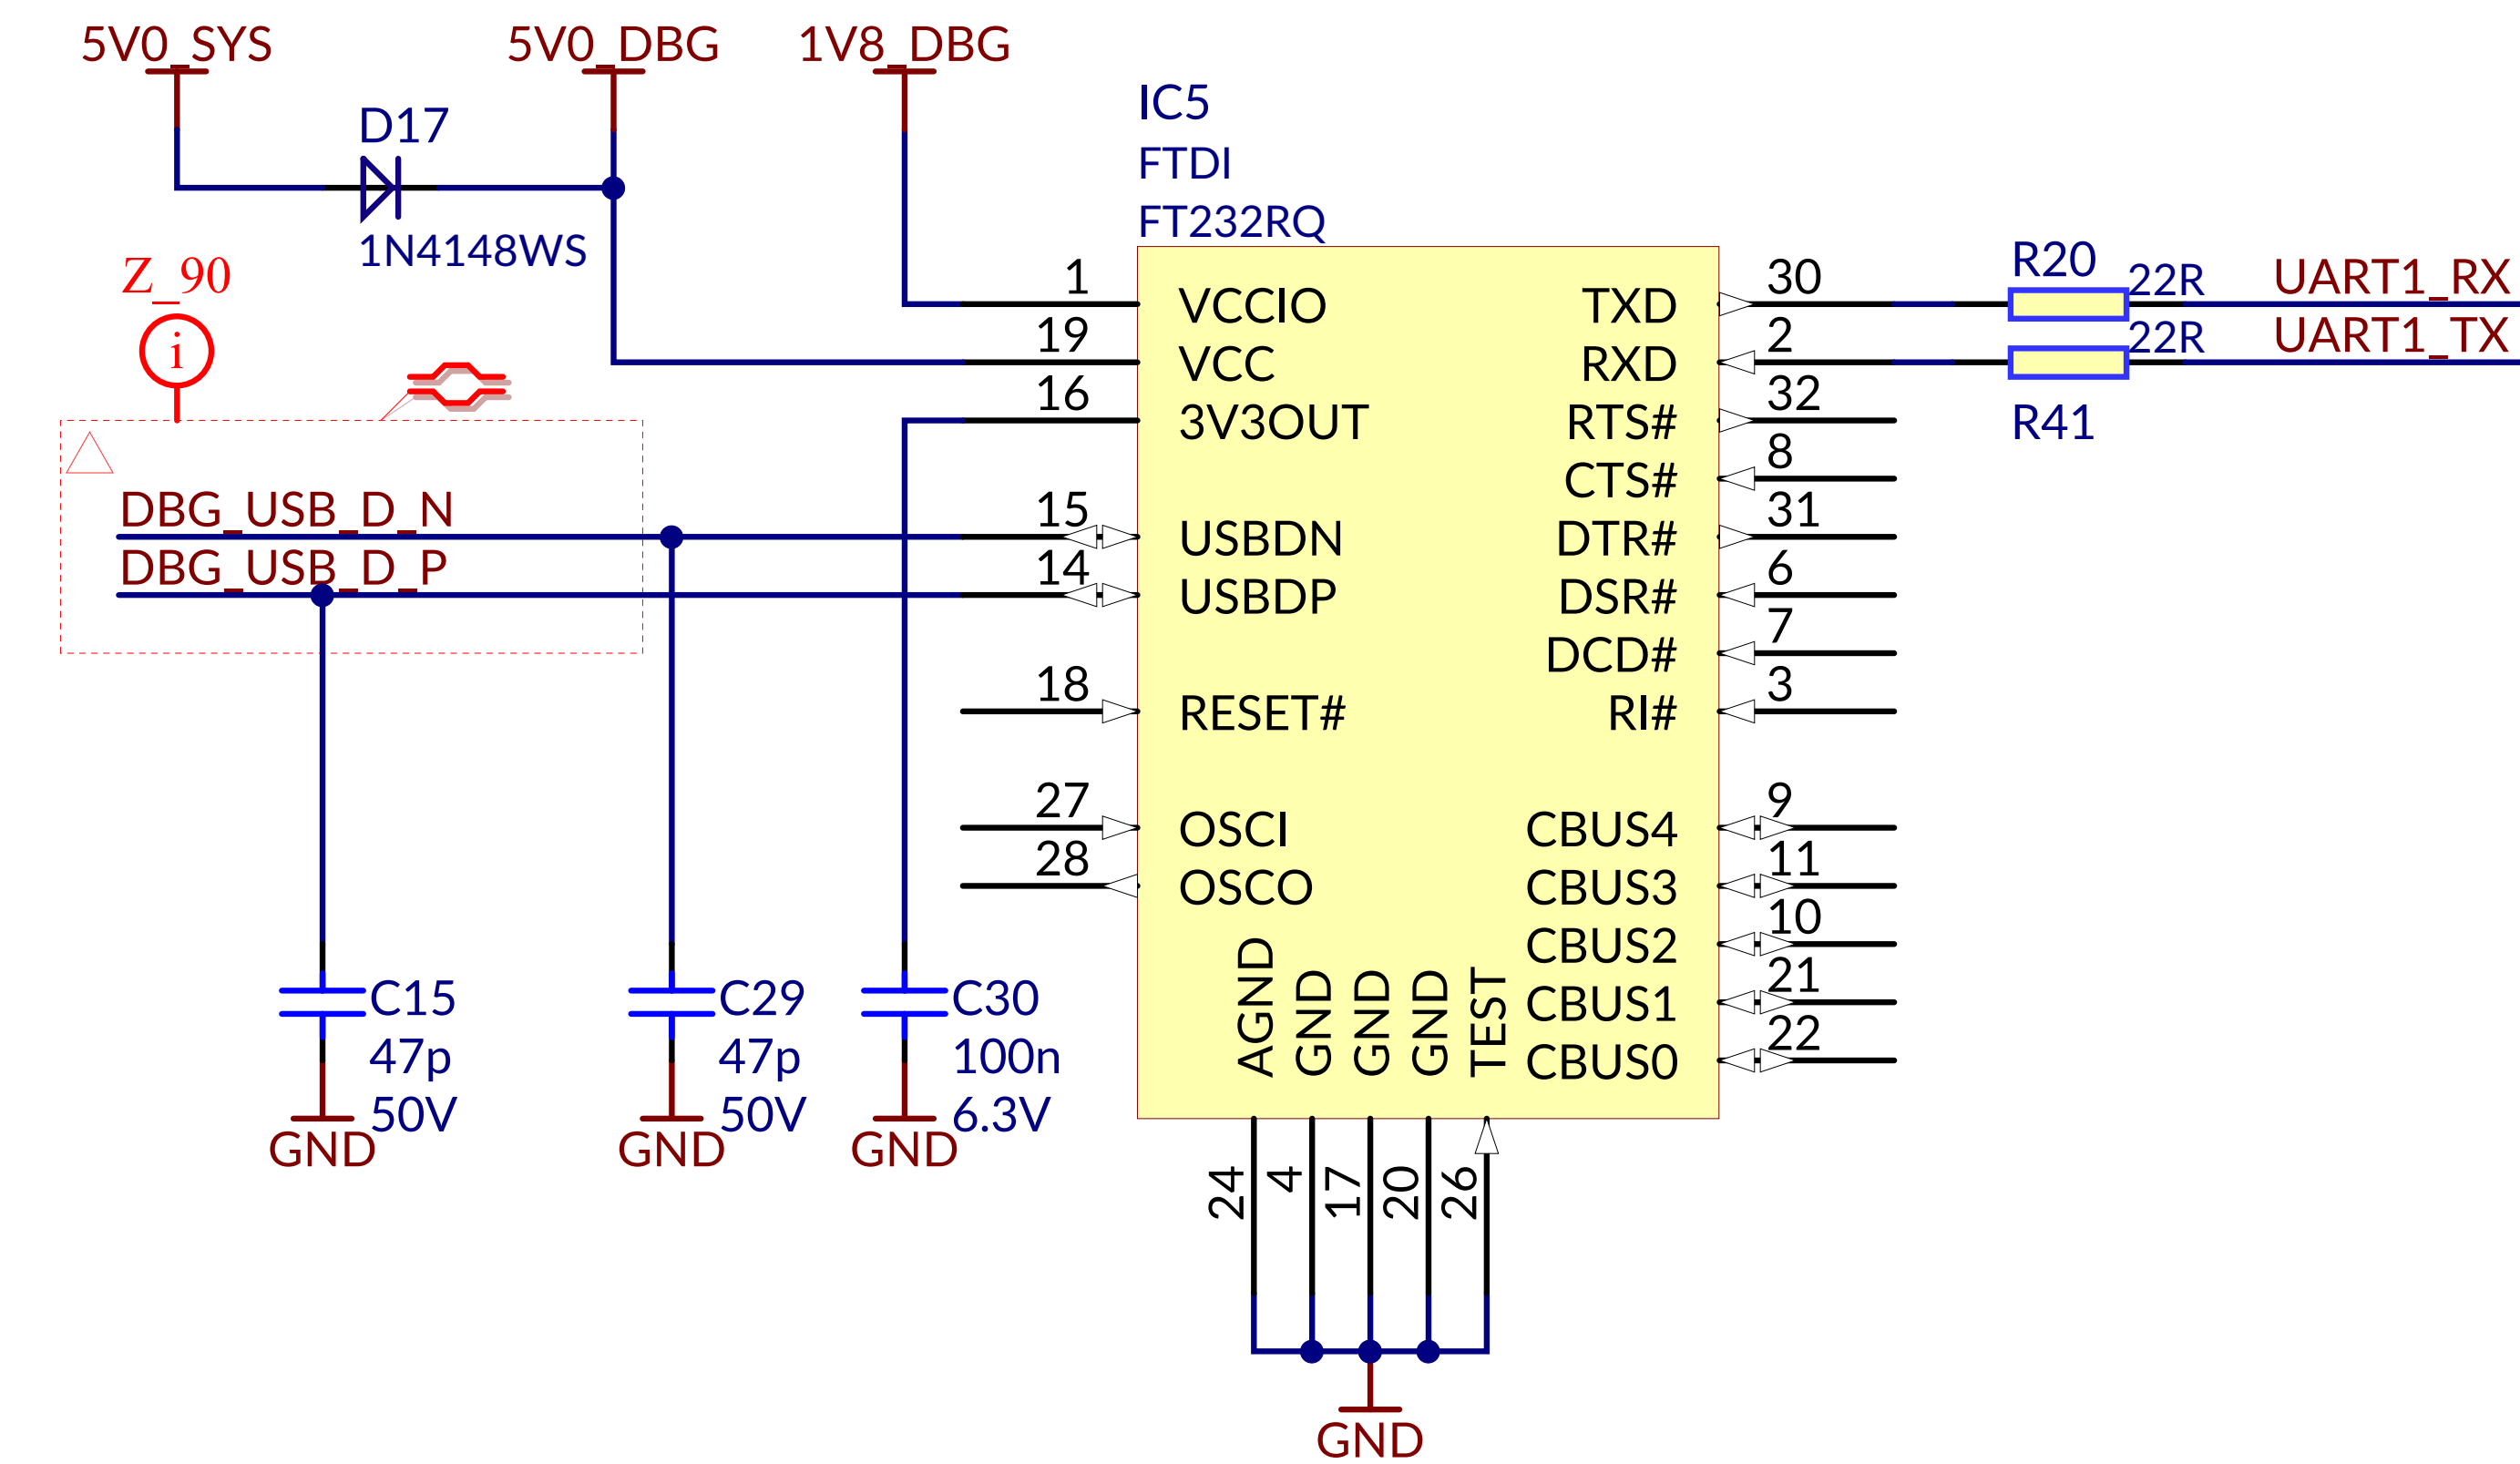 5V0_SYS
5V0_DBG
1V8_DBG
D17
1N4148WS
Z_90
i
DBG_USB_D_N
DBG_USB_D_P
IC5
FTDI
FT232RQ
1 VCCIO
19 VCC
16 3V3OUT
15 USBDN
14 USBDP
18 RESET#
27 OSCI
28 OSCO
TXD 30
RXD 2
RTS# 32
CTS# 8
DTR# 31
DSR# 6
DCD# 7
RI# 3
CBUS4 9
CBUS3 11
CBUS2 10
CBUS1 21
CBUS0 22
R20
22R
UART1_RX
22R
UART1_TX
R41
AGND 24
GND 4
GND 17
GND 20
TEST 26
GND
C15
47p
50V
GND
C29
47p
50V
GND
C30
100n
6.3V
GND